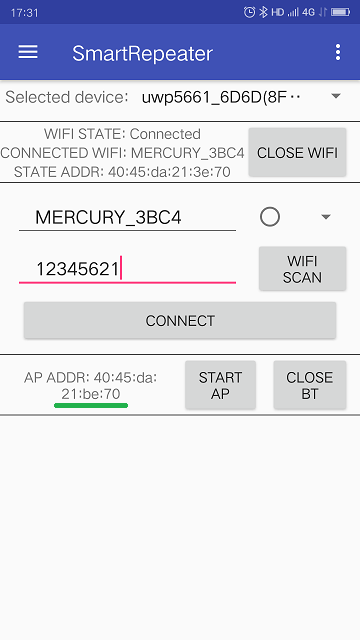 17:31 HD 4G
SmartRepeater
Selected device: uwp5661_6D6D(8F··
WIFI STATE: Connected
CONNECTED WIFI: MERCURY_3BC4
STATE ADDR: 40:45:da:21:3e:70
CLOSE WIFI
MERCURY_3BC4
12345621
WIFI
SCAN
CONNECT
AP ADDR: 40:45:da:
21:be:70
START
AP
CLOSE
BT